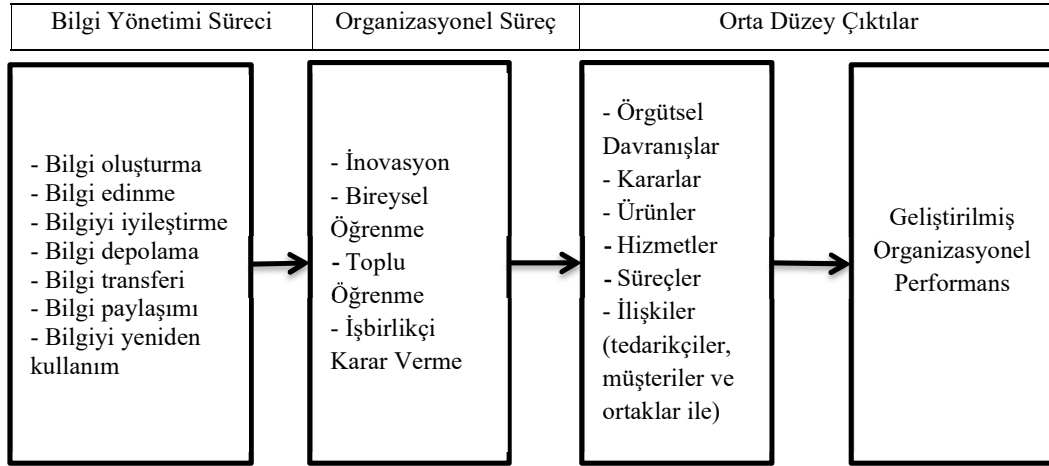 Bilgi Yönetimi Süreci
Organizasyonel Süreç
Orta Düzey Çıktılar
- Bilgi oluşturma
- Bilgi edinme
- Bilgiyi iyileştirme
- Bilgi depolama
- Bilgi transferi
- Bilgi paylaşımı
- Bilgiyi yeniden
kullanım
- İnovasyon
- Bireysel
Öğrenme
- Toplu
Öğrenme
- İşbirlikçi
Karar Verme
- Örgütsel
Davranışlar
- Kararlar
- Ürünler
- Hizmetler
- Süreçler
- İlişkiler
(tedarikçiler,
müşteriler ve
ortaklar ile)
Geliştirilmiş
Organizasyonel
Performans